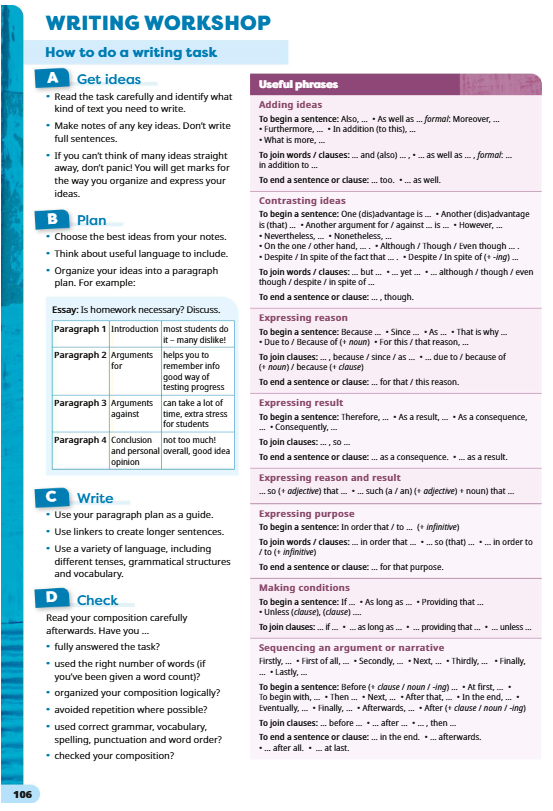 WRITING WORKSHOP
How to do a writing task
A Get ideas
• Read the task carefully and identify what
kind of text you need to write.
• Make notes of any key ideas. Don't write
full sentences.
• If you can't think of many ideas straight
away, don't panic! You will get marks for
the way you organize and express your
ideas.
B Plan
• Choose the best ideas from your notes.
• Think about useful language to include.
• Organize your ideas into a paragraph
plan. For example:
Essay: Is homework necessary? Discuss.
Paragraph 1 Introduction most students do
it – many dislike!
Paragraph 2 Arguments helps you to
for remember info
good way of
testing progress
Paragraph 3 Arguments can take a lot of
against time, extra stress
for students
Paragraph 4 Conclusion not too much!
and personal overall, good idea
opinion
C Write
• Use your paragraph plan as a guide.
• Use linkers to create longer sentences.
• Use a variety of language, including
different tenses, grammatical structures
and vocabulary.
D Check
Read your composition carefully
afterwards. Have you ...
• fully answered the task?
• used the right number of words (if
you've been given a word count)?
• organized your composition logically?
• avoided repetition where possible?
• used correct grammar, vocabulary,
spelling, punctuation and word order?
• checked your composition?
Useful phrases
Adding ideas
To begin a sentence: Also, ... • As well as ... formal: Moreover, ...
• Furthermore, ... • In addition (to this), ...
• What is more, ...
To join words / clauses: ... and (also) ... , • ... as well as ... , formal: ...
in addition to ...
To end a sentence or clause: ... too. • ... as well.
Contrasting ideas
To begin a sentence: One (dis)advantage is ... • Another (dis)advantage
is (that) ... • Another argument for / against ... is ... • However, ...
• Nevertheless, ... • Nonetheless, ...
• On the one / other hand, ... . • Although / Though / Even though ... .
• Despite / In spite of the fact that ... . • Despite / In spite of (+ -ing) ...
To join words / clauses: ... but ... • ... yet ... • ... although / though / even
though / despite / in spite of ...
To end a sentence or clause: ... , though.
Expressing reason
To begin a sentence: Because ... • Since ... • As ... • That is why ...
• Due to / Because of (+ noun) • For this / that reason, ...
To join clauses: ... , because / since / as ... • ... due to / because of
(+ noun) / because (+ clause)
To end a sentence or clause: ... for that / this reason.
Expressing result
To begin a sentence: Therefore, ... • As a result, ... • As a consequence,
... • Consequently, ...
To join clauses: ... , so ...
To end a sentence or clause: ... as a consequence. • ... as a result.
Expressing reason and result
... so (+ adjective) that ... • ... such (a / an) (+ adjective) + noun) that ...
Expressing purpose
To begin a sentence: In order that / to ... (+ infinitive)
To join words / clauses: ... in order that ... • ... so (that) ... • ... in order to
/ to (+ infinitive)
To end a sentence or clause: ... for that purpose.
Making conditions
To begin a sentence: If ... • As long as ... • Providing that ...
• Unless (clause), (clause) ....
To join clauses: ... if ... • ... as long as ... • ... providing that ... • ... unless ...
Sequencing an argument or narrative
Firstly, ... • First of all, ... • Secondly, ... • Next, ... • Thirdly, ... • Finally,
... • Lastly, ...
To begin a sentence: Before (+ clause / noun / -ing) ... • At first, ... •
To begin with, ... • Then ... • Next, ... • After that, ... • In the end, ... •
Eventually, ... • Finally, ... • Afterwards, ... • After (+ clause / noun / -ing)
To join clauses: ... before ... • ... after ... • ... , then ...
To end a sentence or clause: ... in the end. • ... afterwards.
• ... after all. • ... at last.
106